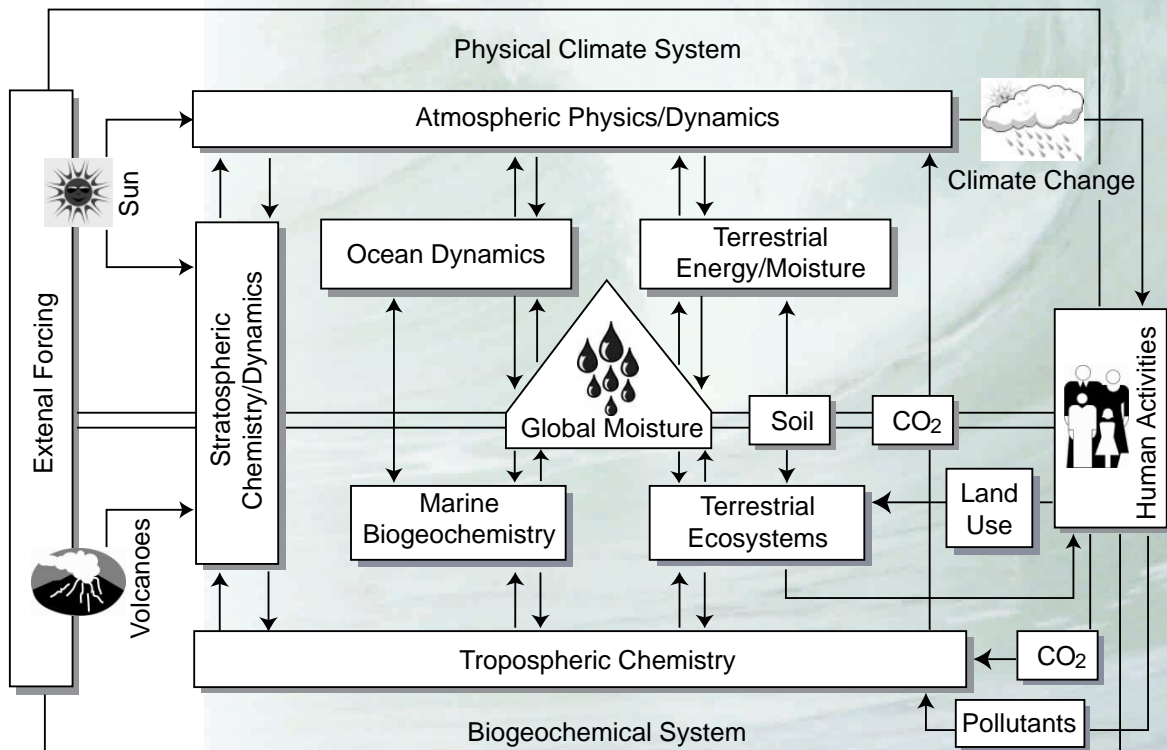 Physical Climate System
Atmospheric Physics/Dynamics
Climate Change
Sun
Ocean Dynamics
Terrestrial
Energy/Moisture
Extenal Forcing
Stratospheric
Chemistry/Dynamics
Global Moisture
Soil
CO₂
Human Activities
Marine
Biogeochemistry
Terrestrial
Ecosystems
Land
Use
Volcanoes
Tropospheric Chemistry
CO₂
Pollutants
Biogeochemical System